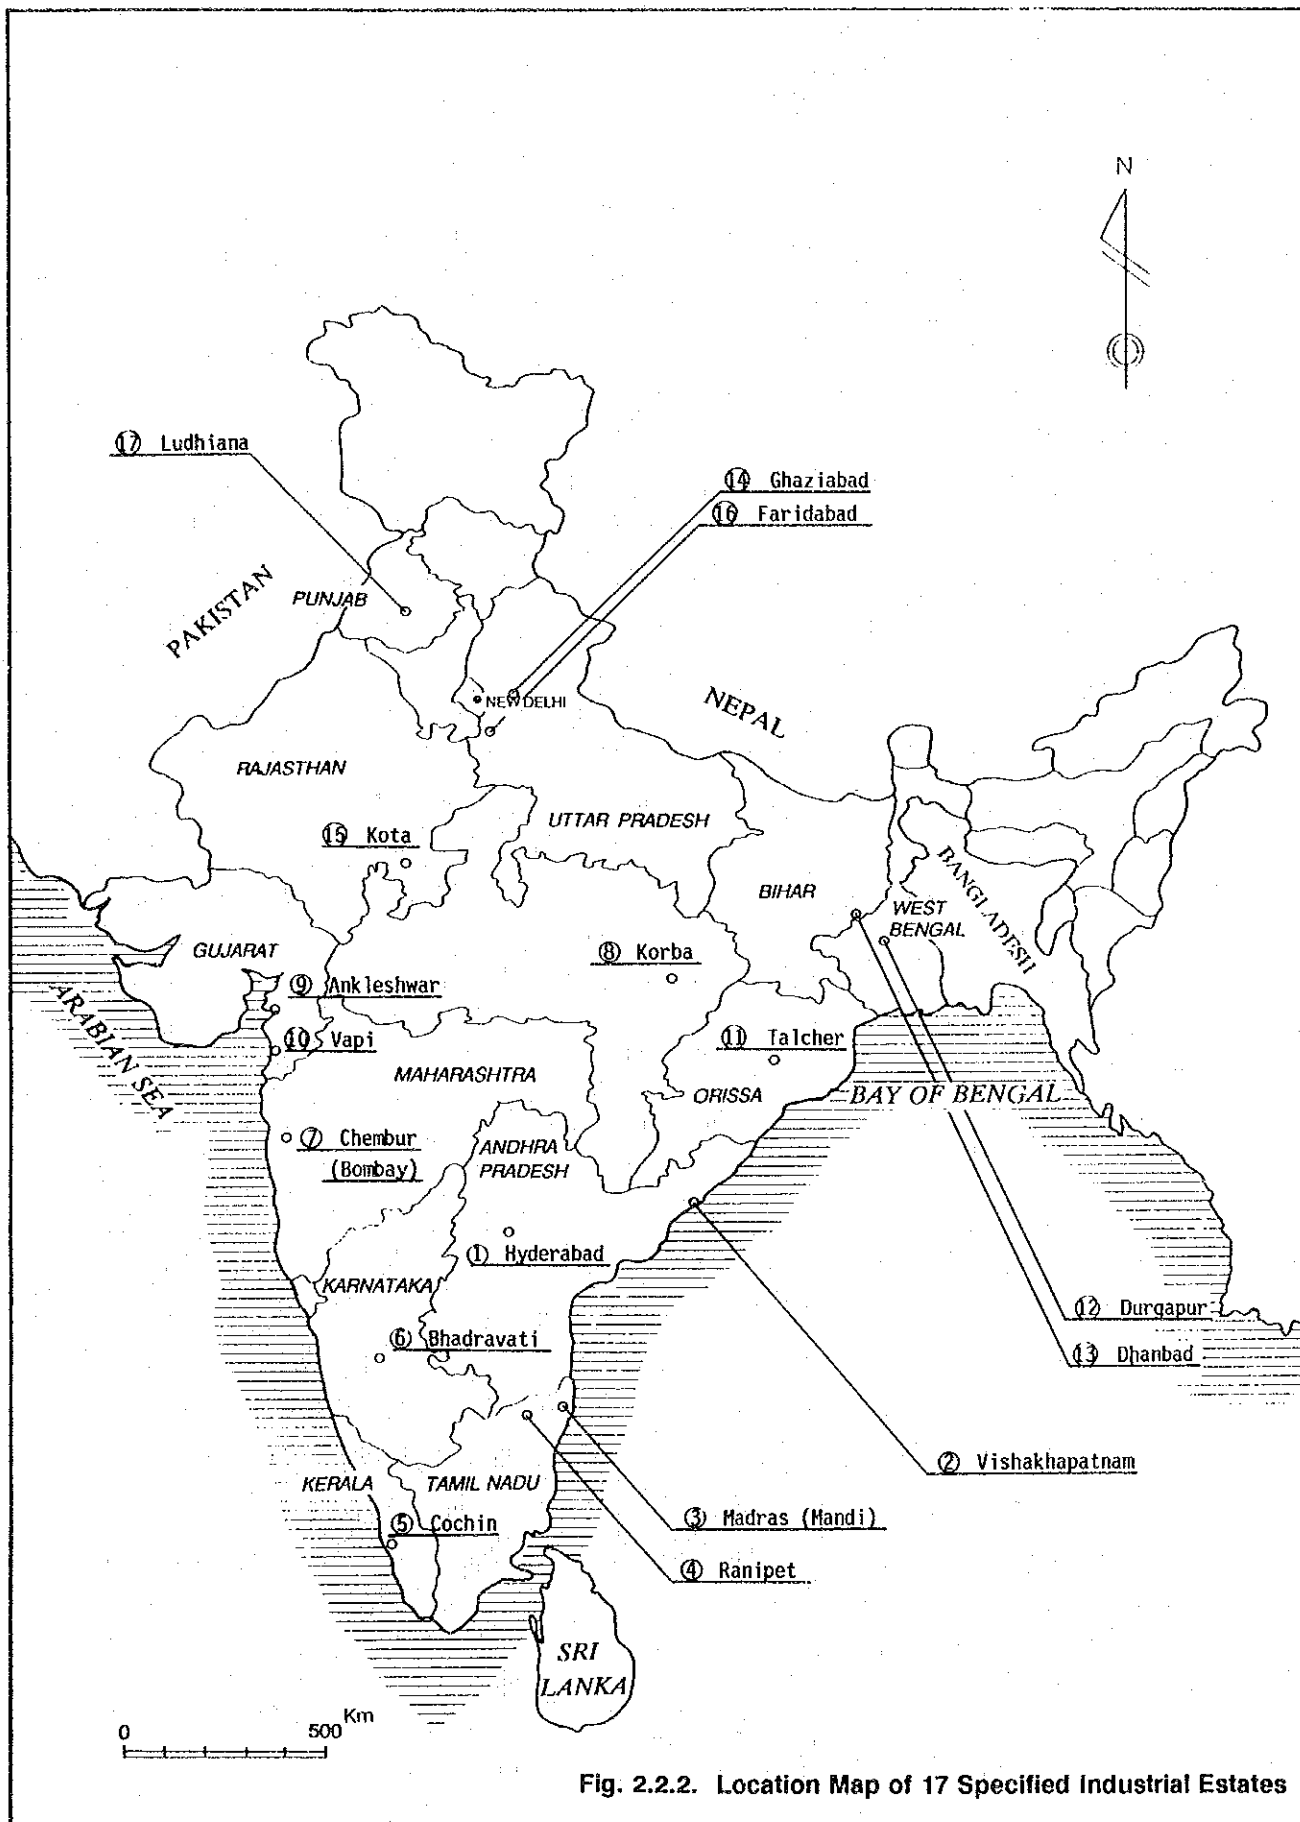 N
⑰ Ludhiana
⑭ Ghaziabad
⑯ Faridabad
PAKISTAN
PUNJAB
NEW DELHI
NEPAL
RAJASTHAN
UTTAR PRADESH
⑮ Kota
BANGLADESH
BIHAR
WEST
BENGAL
GUJARAT
⑧ Korba
⑨ Ankleshwar
ARABIAN SEA
⑩ Vapi
⑪ Talcher
MAHARASHTRA
ORISSA
BAY OF BENGAL
⑦ Chembur
(Bombay)
ANDHRA
PRADESH
① Hyderabad
KARNATAKA
⑫ Durgapur
⑥ Bhadravati
⑬ Dhanbad
② Vishakhapatnam
KERALA
TAMIL NADU
③ Madras (Mandi)
⑤ Cochin
④ Ranipet
SRI
LANKA
0 500 Km
Fig. 2.2.2. Location Map of 17 Specified Industrial Estates